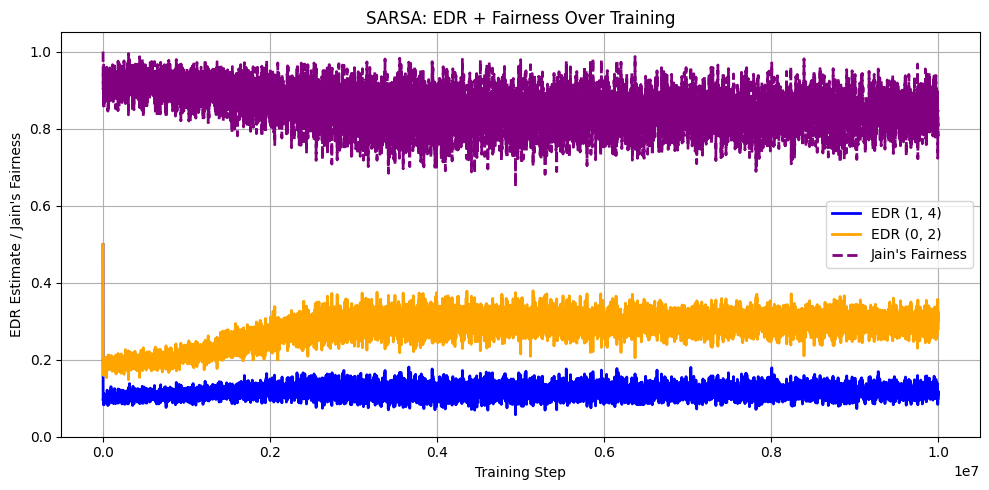 SARSA: EDR + Fairness Over Training
EDR Estimate / Jain's Fairness
1.0
0.8
0.6
0.4
0.2
0.0
EDR (1, 4)
EDR (0, 2)
Jain's Fairness
0.0 0.2 0.4 0.6 0.8 1.0
1e7
Training Step